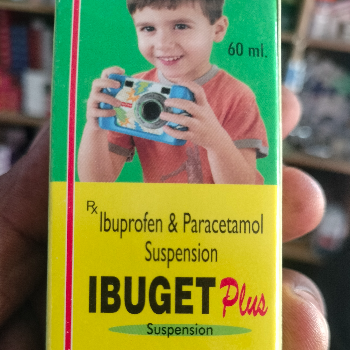 60 ml.
Rx Ibuprofen & Paracetamol
Suspension
IBUGET Plus
Suspension